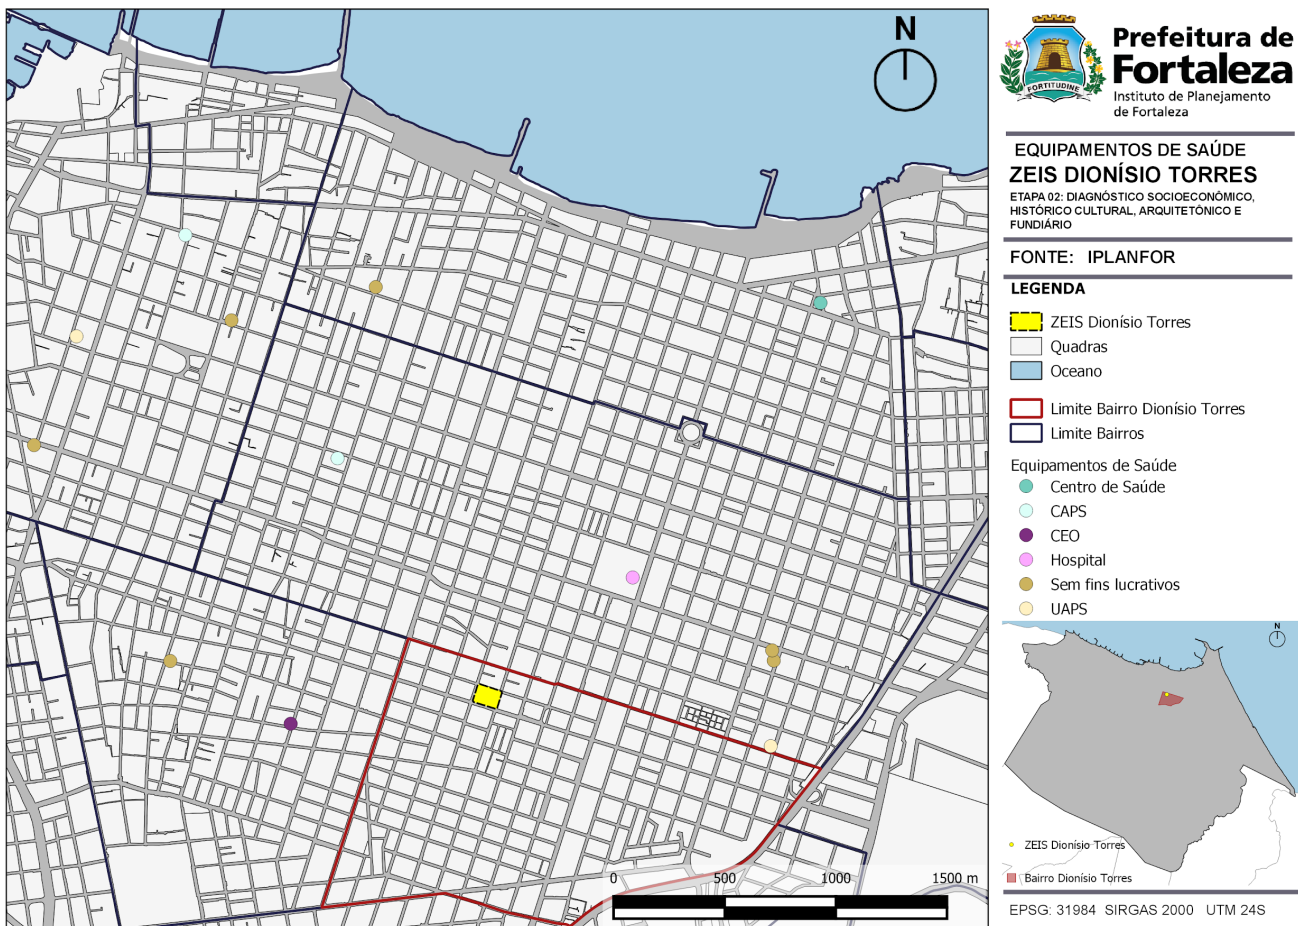 N
Prefeitura de
Fortaleza
Instituto de Planejamento
de Fortaleza
FORTITUDINE
EQUIPAMENTOS DE SAÚDE
ZEIS DIONÍSIO TORRES
ETAPA 02: DIAGNÓSTICO SOCIOECONÔMICO,
HISTÓRICO CULTURAL, ARQUITETÔNICO E
FUNDIÁRIO
FONTE: IPLANFOR
LEGENDA
ZEIS Dionísio Torres
Quadras
Oceano
Limite Bairro Dionísio Torres
Limite Bairros
Equipamentos de Saúde
Centro de Saúde
CAPS
CEO
Hospital
Sem fins lucrativos
UAPS
N
ZEIS Dionísio Torres
Bairro Dionísio Torres
0 500 1000 1500 m
EPSG: 31984 SIRGAS 2000 UTM 24S